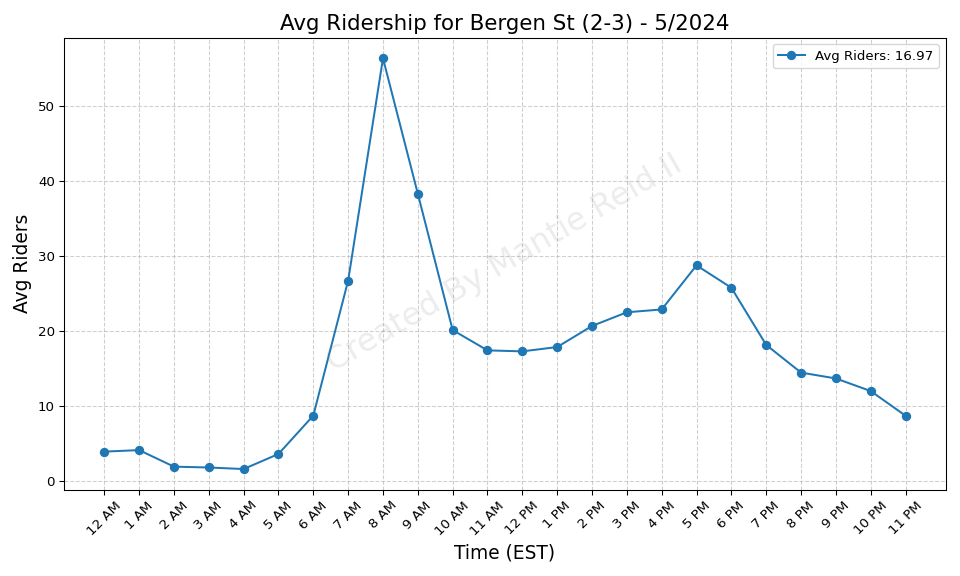 Avg Ridership for Bergen St (2-3) - 5/2024
Avg Riders: 16.97
Avg Riders
50
40
30
20
10
0
Created By Mantie Reid II
12 AM
1 AM
2 AM
3 AM
4 AM
5 AM
6 AM
7 AM
8 AM
9 AM
10 AM
11 AM
12 PM
1 PM
2 PM
3 PM
4 PM
5 PM
6 PM
7 PM
8 PM
9 PM
10 PM
11 PM
Time (EST)